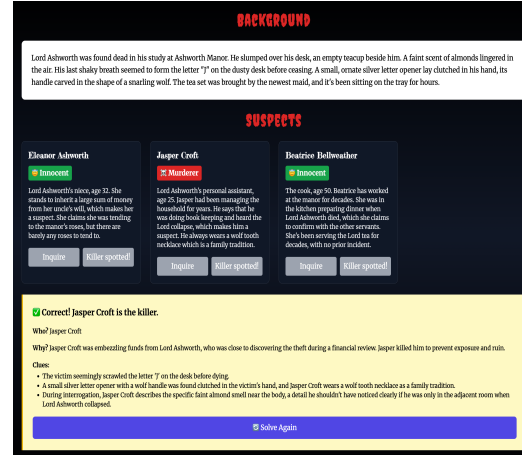 BACKGROUND
Lord Ashworth was found dead in his study at Ashworth Manor. He slumped over his desk, an empty teacup beside him. A faint scent of almonds lingered in
the air. His last shaky breath seemed to form the letter "J" on the dusty desk before ceasing. A small, ornate silver letter opener lay clutched in his hand, its
handle carved in the shape of a snarling wolf. The tea set was brought by the newest maid, and it's been sitting on the tray for hours.
SUSPECTS
Eleanor Ashworth
Innocent
Lord Ashworth's niece, age 32. She
stands to inherit a large sum of money
from her uncle's will, which makes her
a suspect. She claims she was tending
to the manor's roses, but there are
barely any roses to tend to.
Inquire
Killer spotted!
Jasper Croft
Murderer
Lord Ashworth's personal assistant,
age 25. Jasper had been managing the
household for years. He says that he
was doing book keeping and heard the
Lord collapse, which makes him a
suspect. He always wears a wolf tooth
necklace which is a family tradition.
Inquire
Killer spotted!
Beatrice Bellweather
Innocent
The cook, age 50. Beatrice has worked
at the manor for decades. She was in
the kitchen preparing dinner when
Lord Ashworth died, which she claims
to confirm with the other servants.
She's been serving the Lord tea for
decades, with no prior incident.
Inquire
Killer spotted!
Correct! Jasper Croft is the killer.
Who? Jasper Croft
Why? Jasper Croft was embezzling funds from Lord Ashworth, who was close to discovering the theft during a financial review. Jasper killed him to prevent exposure and ruin.
Clues:
• The victim seemingly scrawled the letter 'J' on the desk before dying.
• A small silver letter opener with a wolf handle was found clutched in the victim's hand, and Jasper Croft wears a wolf tooth necklace as a family tradition.
• During interrogation, Jasper Croft describes the specific faint almond smell near the body, a detail he shouldn't have noticed clearly if he was only in the adjacent room when
Lord Ashworth collapsed.
Solve Again